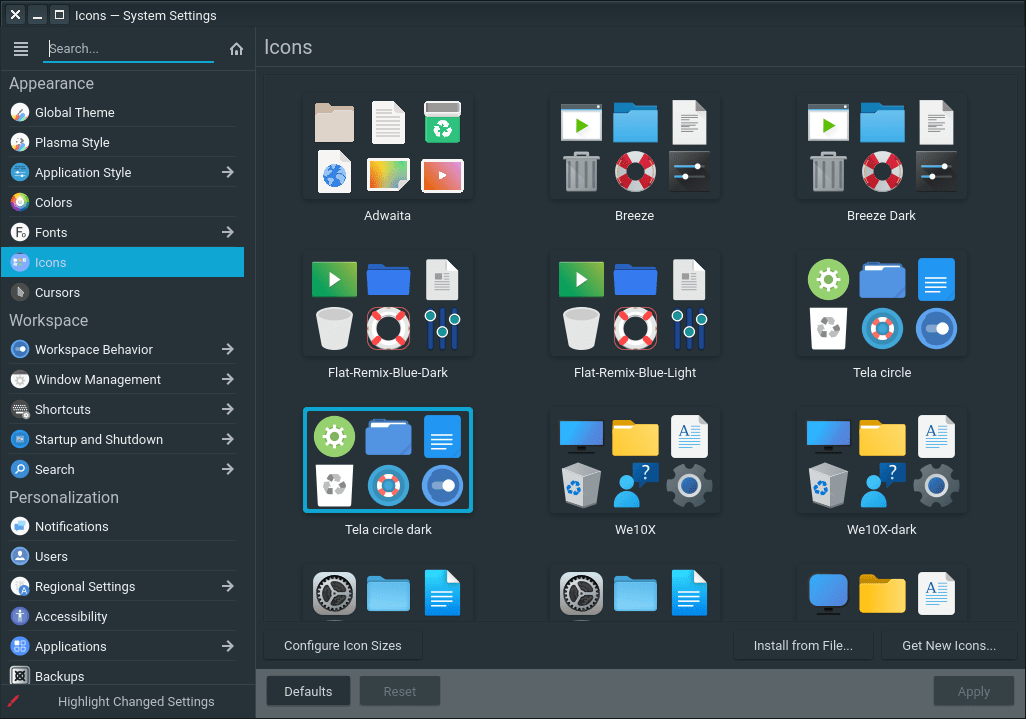 Icons — System Settings
Search...
Icons
Appearance
Global Theme
Plasma Style
Application Style
Colors
Fonts
Icons
Cursors
Workspace
Workspace Behavior
Window Management
Shortcuts
Startup and Shutdown
Search
Personalization
Notifications
Users
Regional Settings
Accessibility
Applications
Backups
Highlight Changed Settings
Adwaita
Breeze
Breeze Dark
Flat-Remix-Blue-Dark
Flat-Remix-Blue-Light
Tela circle
Tela circle dark
We10X
We10X-dark
Configure Icon Sizes
Install from File...
Get New Icons...
Defaults
Reset
Apply